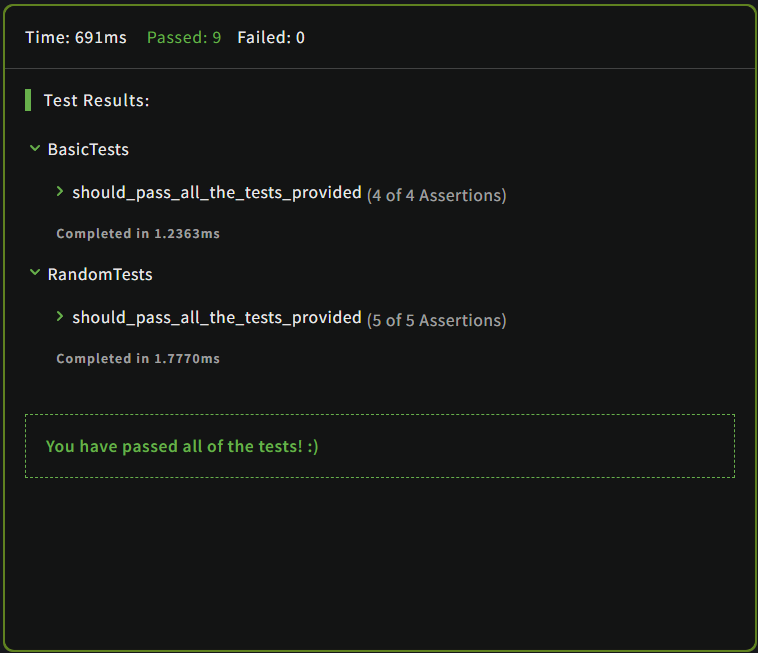 Time: 691ms Passed: 9 Failed: 0
Test Results:
BasicTests
should_pass_all_the_tests_provided (4 of 4 Assertions)
Completed in 1.2363ms
RandomTests
should_pass_all_the_tests_provided (5 of 5 Assertions)
Completed in 1.7770ms
You have passed all of the tests! :)